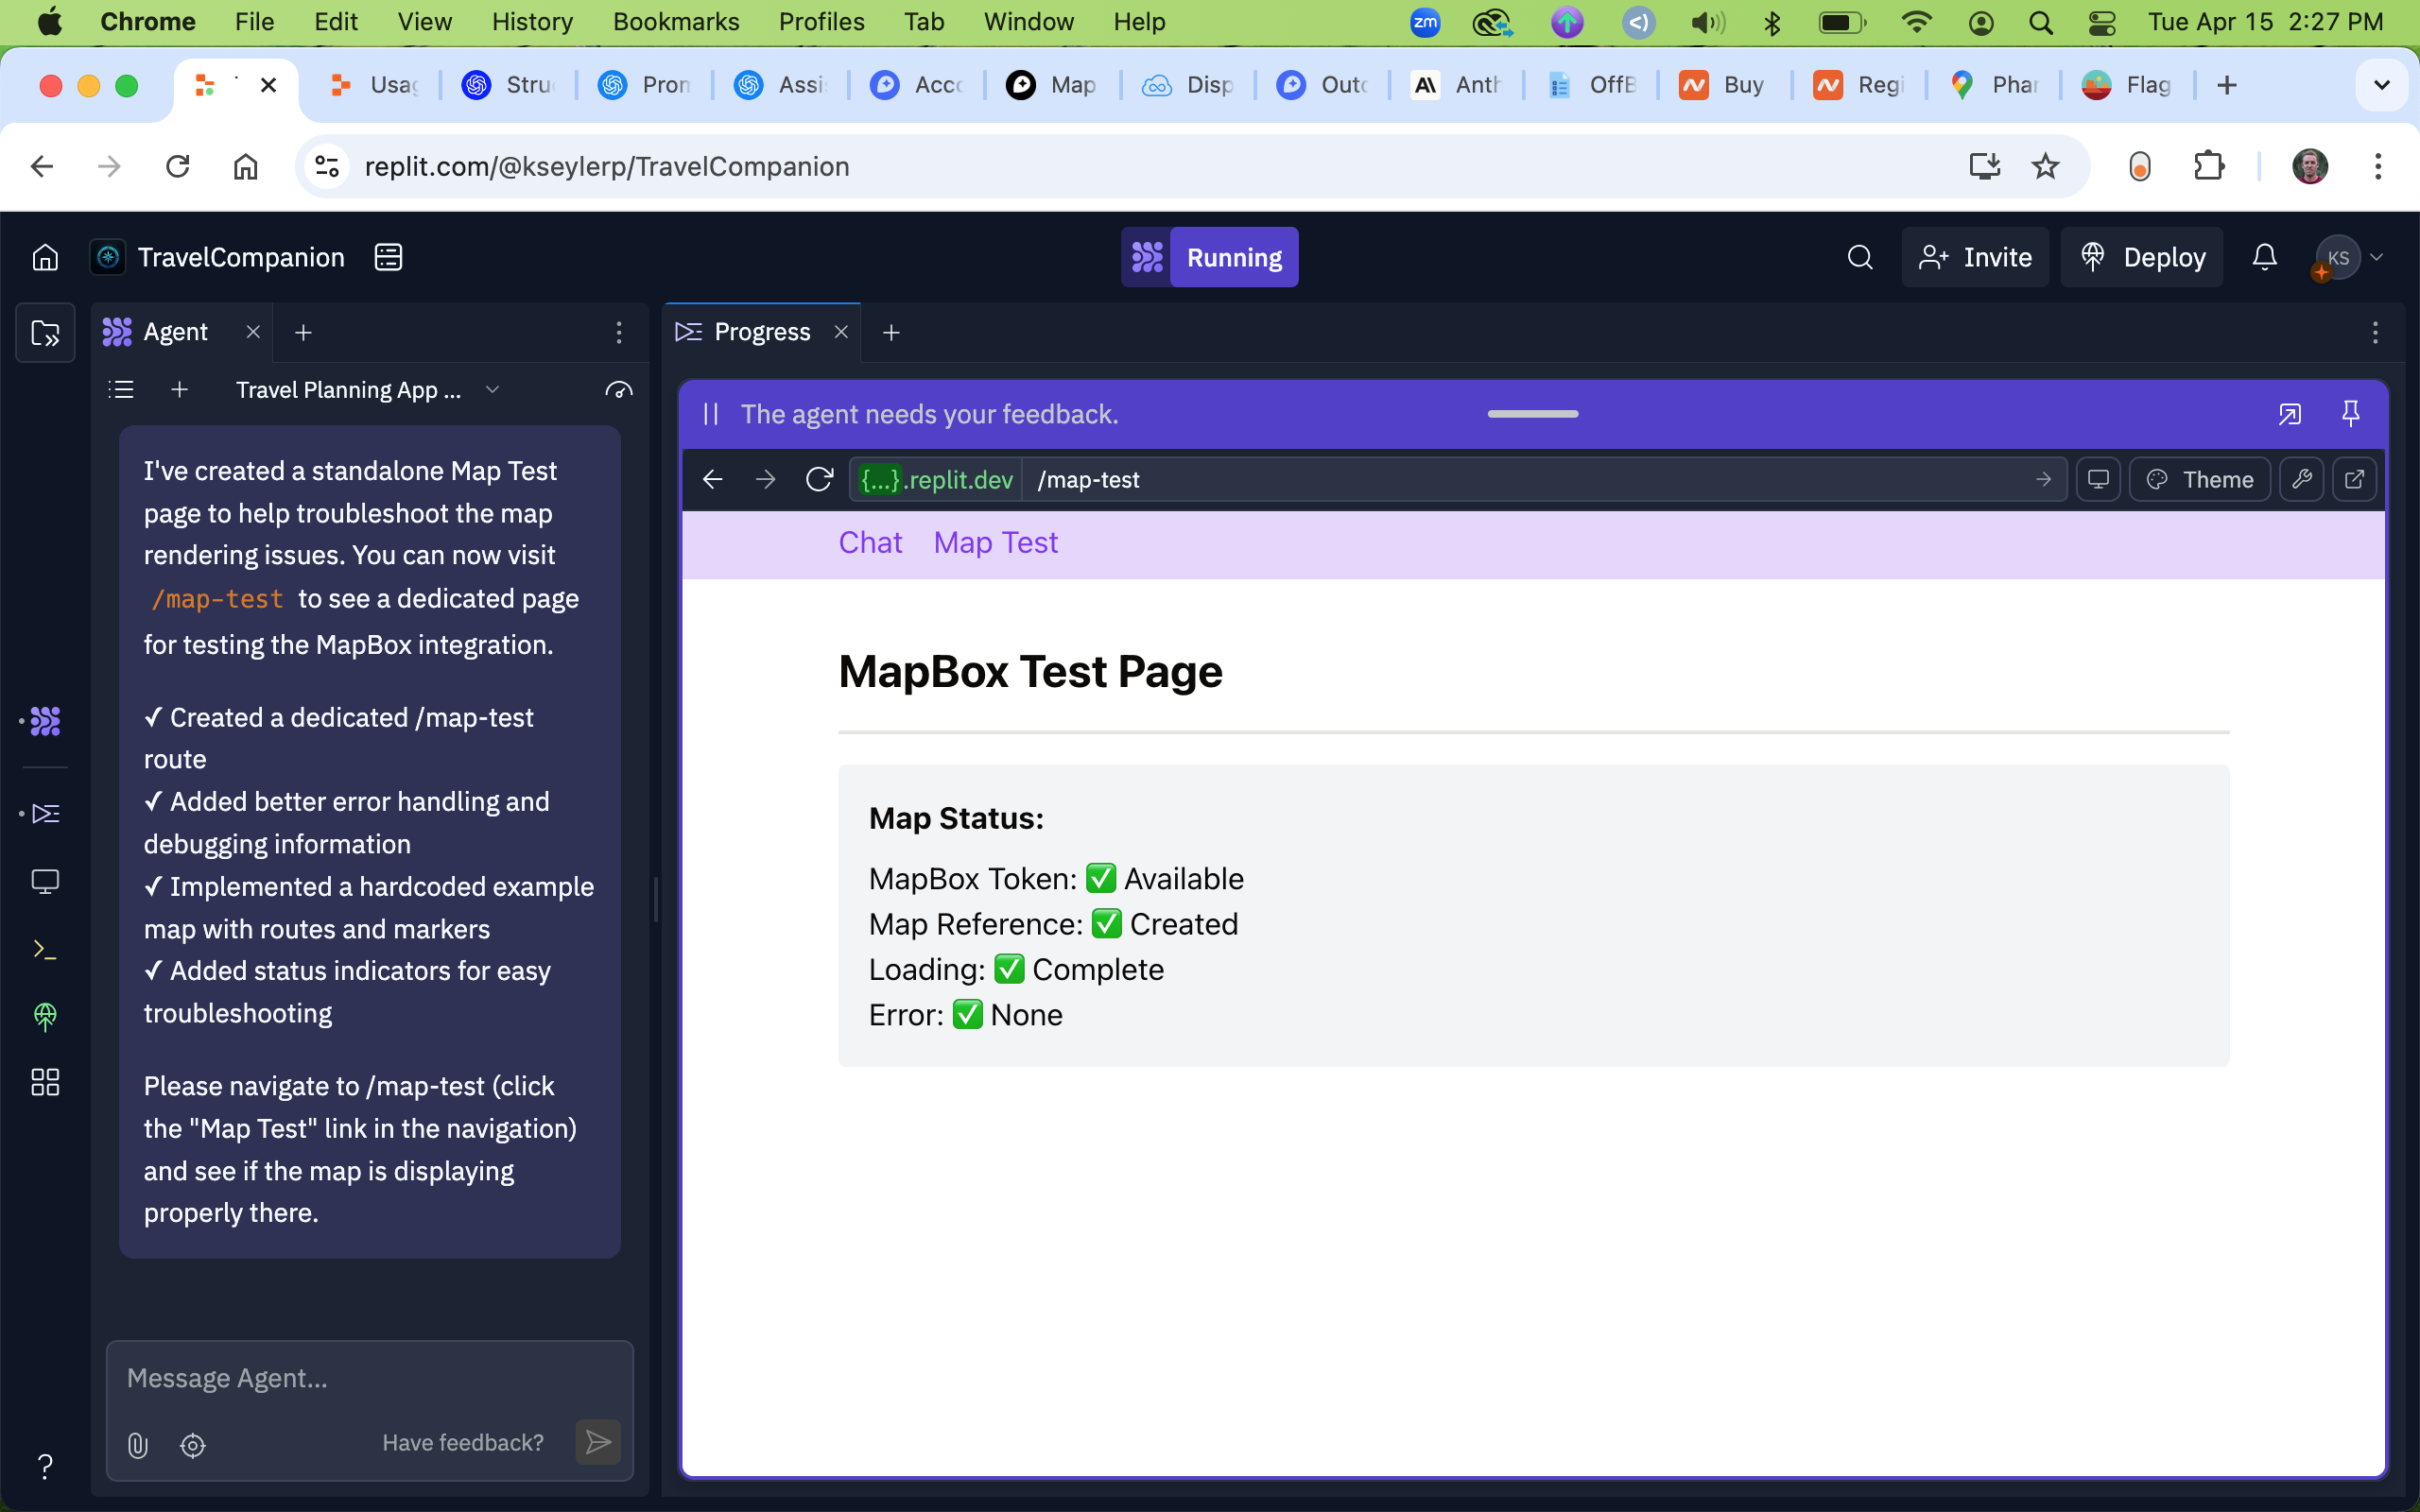 Chrome File Edit View History Bookmarks Profiles Tab Window Help zm Tue Apr 15 2:27 PM
Usag Stru Prom Assi Acco Map Disp Outd Anth OffB Buy Regi Phar Flag
replit.com/@kseylerp/TravelCompanion
TravelCompanion Running Invite Deploy KS
Agent Progress
Travel Planning App ...
The agent needs your feedback.
{...}.replit.dev /map-test Theme
I've created a standalone Map Test
page to help troubleshoot the map
rendering issues. You can now visit
/map-test to see a dedicated page
for testing the MapBox integration.
✓ Created a dedicated /map-test
route
✓ Added better error handling and
debugging information
✓ Implemented a hardcoded example
map with routes and markers
✓ Added status indicators for easy
troubleshooting
Please navigate to /map-test (click
the "Map Test" link in the navigation)
and see if the map is displaying
properly there.
Message Agent...
Have feedback?
Chat Map Test
MapBox Test Page
Map Status:
MapBox Token: ✅ Available
Map Reference: ✅ Created
Loading: ✅ Complete
Error: ✅ None